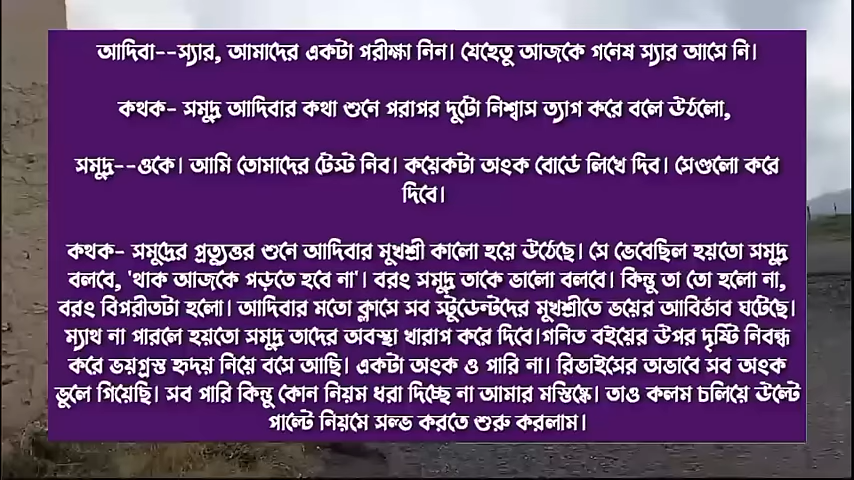 আদিবা--স্যার, আমাদের একটা পরীক্ষা নিন। যেহেতু আজকে গনেষ স্যার আসে নি।
কথক- সমুদ্র আদিবার কথা শুনে পরাপর দুটো নিশ্বাস ত্যাগ করে বলে উঠলো,
সমুদ্র--ওকে। আমি তোমাদের টেস্ট নিব। কয়েকটা অংক বোর্ডে লিখে দিব। সেগুলো করে
দিবে।
কথক- সমুদ্রের প্রত্যুত্তর শুনে আদিবার মুখশ্রী কালো হয়ে উঠেছে। সে ভেবেছিল হয়তো সমুদ্র
বলবে, 'থাক আজকে পড়তে হবে না'। বরং সমুদ্র তাকে ভালো বলবে। কিন্তু তা তো হলো না,
বরং বিপরীতটা হলো। আদিবার মতো ক্লাসে সব স্টুডেন্টদের মুখশ্রীতে ভয়ের আবির্ভাব ঘটেছে।
ম্যাথ না পারলে হয়তো সমুদ্র তাদের অবস্থা খারাপ করে দিবে।গনিত বইয়ের উপর দৃষ্টি নিবন্ধ
করে ভয়গ্রস্ত হৃদয় নিয়ে বসে আছি। একটা অংক ও পারি না। রিভাইসের অভাবে সব অংক
ভুলে গিয়েছি। সব পারি কিন্তু কোন নিয়ম ধরা দিচ্ছে না আমার মস্তিষ্কে। তাও কলম চলিয়ে উল্টে
পাল্টে নিয়মে সল্ভ করতে শুরু করলাম।